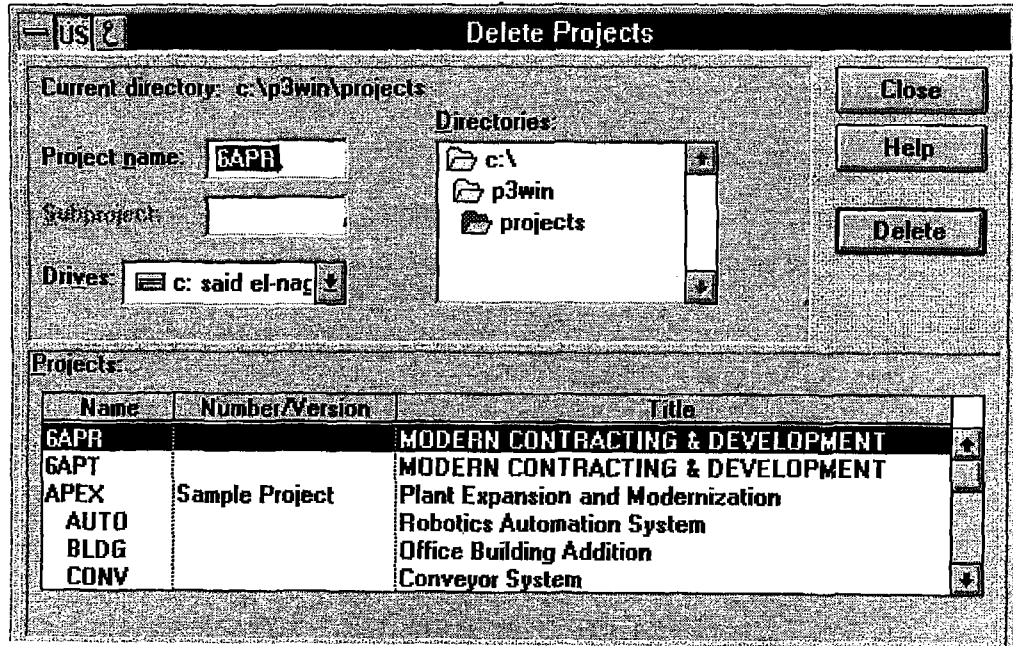 US ع Delete Projects
Current directory: c:\p3win\projects
Close
Directories:
Project name: 6APR
c:\
Help
p3win
Subproject:
projects
Delete
Drives: c: said el-nag
Projects:
Name Number/Version Title
6APR MODERN CONTRACTING & DEVELOPMENT
6APT MODERN CONTRACTING & DEVELOPMENT
APEX Sample Project Plant Expansion and Modernization
AUTO Robotics Automation System
BLDG Office Building Addition
CONV Conveyor System